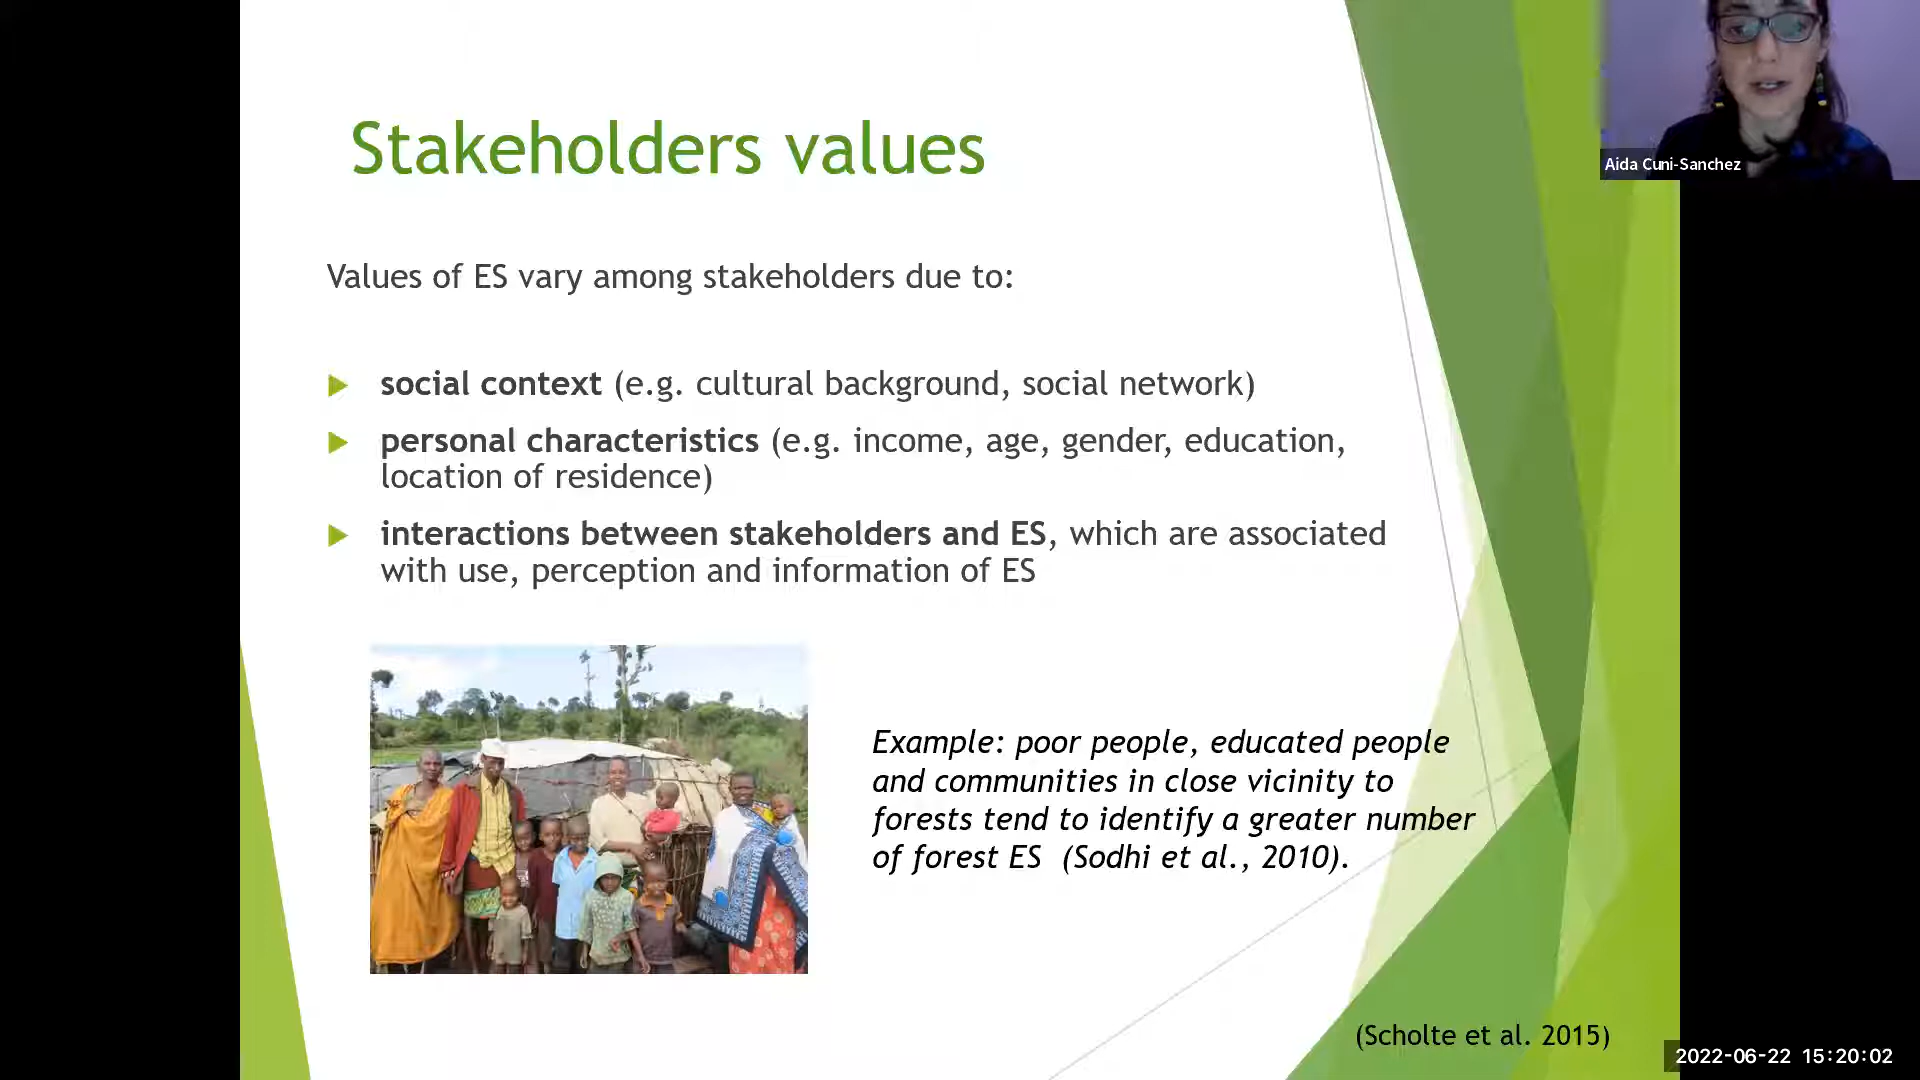 Stakeholders values
Aida Cuni-Sanchez
Values of ES vary among stakeholders due to:
social context (e.g. cultural background, social network)
personal characteristics (e.g. income, age, gender, education,
location of residence)
interactions between stakeholders and ES, which are associated
with use, perception and information of ES
Example: poor people, educated people
and communities in close vicinity to
forests tend to identify a greater number
of forest ES (Sodhi et al., 2010).
(Scholte et al. 2015)
2022-06-22 15:20:02